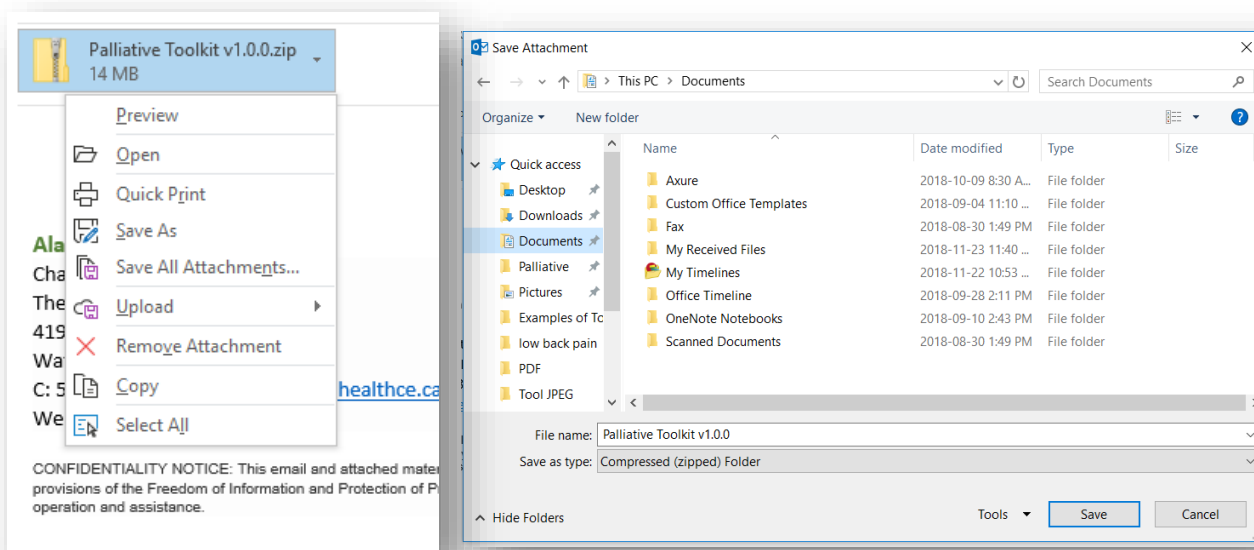 Palliative Toolkit v1.0.0.zip
14 MB
Preview
Open
Quick Print
Save As
Save All Attachments...
Upload
Remove Attachment
Copy
Select All
Ala
Cha
The
419
Wa
C: 5
healthce.ca
We
CONFIDENTIALITY NOTICE: This email and attached mater
provisions of the Freedom of Information and Protection of P
operation and assistance.
Save Attachment
This PC > Documents
Search Documents
Organize
New folder
Name Date modified Type Size
Quick access
Desktop
Downloads
Documents
Palliative
Pictures
Examples of To
low back pain
PDF
Tool JPEG
Axure 2018-10-09 8:30 A... File folder
Custom Office Templates 2018-09-04 11:10 ... File folder
Fax 2018-08-30 1:49 PM File folder
My Received Files 2018-11-23 11:40 ... File folder
My Timelines 2018-11-22 10:53 ... File folder
Office Timeline 2018-09-28 2:11 PM File folder
OneNote Notebooks 2018-09-10 2:43 PM File folder
Scanned Documents 2018-08-30 1:49 PM File folder
File name: Palliative Toolkit v1.0.0
Save as type: Compressed (zipped) Folder
Hide Folders
Tools
Save
Cancel